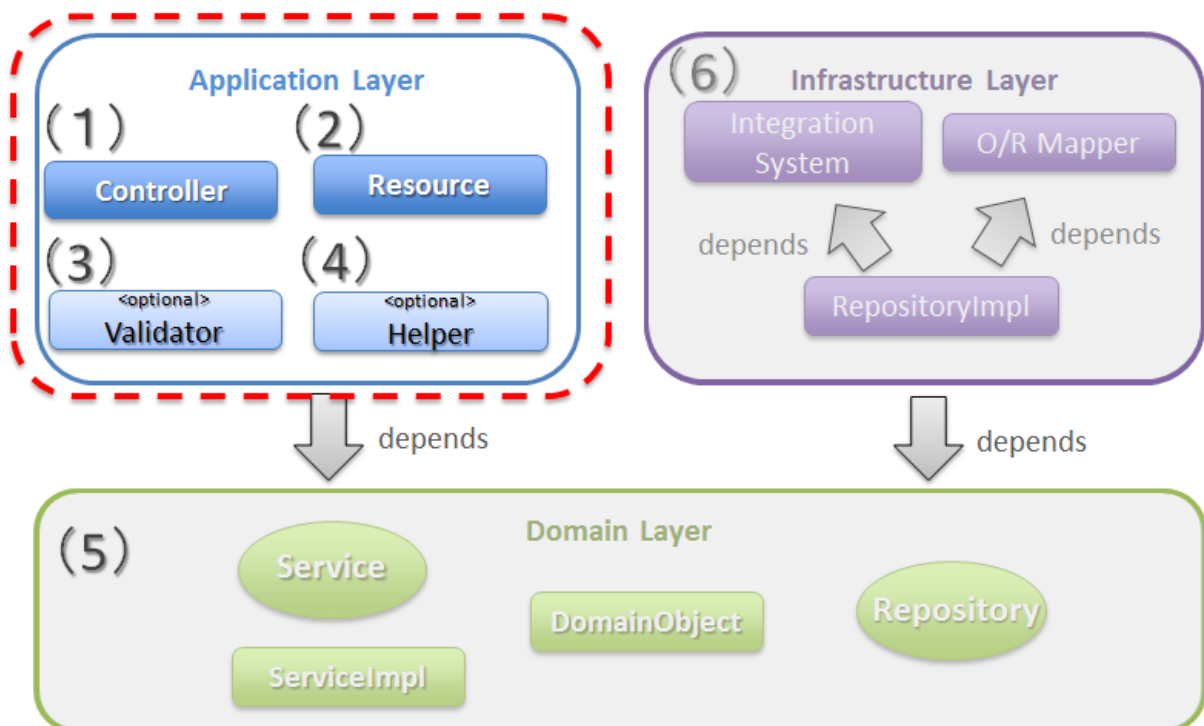 Application Layer
（1）
（2）
Controller
Resource
（3）
（4）
<optional>
Validator
<optional>
Helper
（6）
Infrastructure Layer
Integration
System
O/R Mapper
depends
depends
RepositoryImpl
depends
depends
（5）
Domain Layer
Service
DomainObject
Repository
ServiceImpl